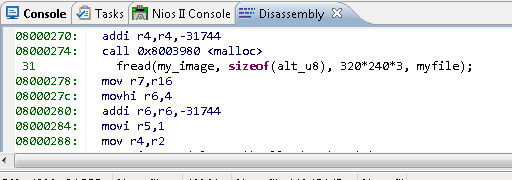 Console Tasks Nios II Console Disassembly
08000270: addi r4,r4,-31744
08000274: call 0x8003980 <malloc>
31 fread(my_image, sizeof(alt_u8), 320*240*3, myfile);
08000278: mov r7,r16
0800027c: movhi r6,4
08000280: addi r6,r6,-31744
08000284: movi r5,1
08000288: mov r4,r2